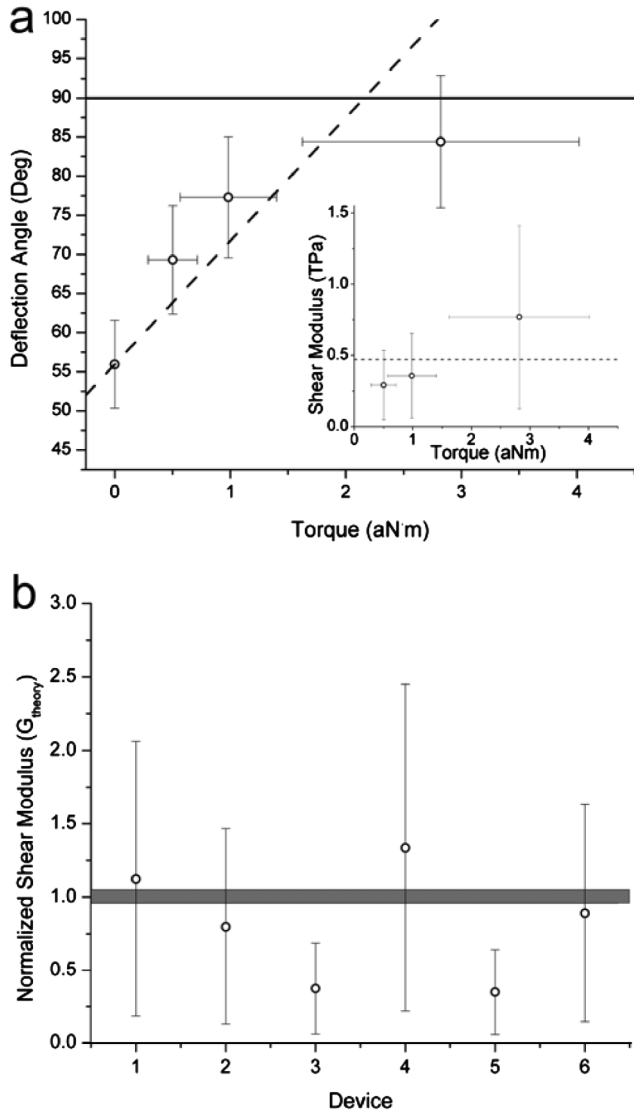 a
100
95
90
85
80
75
70
65
60
55
50
45
Deflection Angle (Deg)
0 1 2 3 4
Torque (aN·m)
1.5
1.0
0.5
0.0
Shear Modulus (TPa)
0 1 2 3 4
Torque (aNm)
b
3.0
2.5
2.0
1.5
1.0
0.5
0.0
Normalized Shear Modulus (Gtheory)
1 2 3 4 5 6
Device